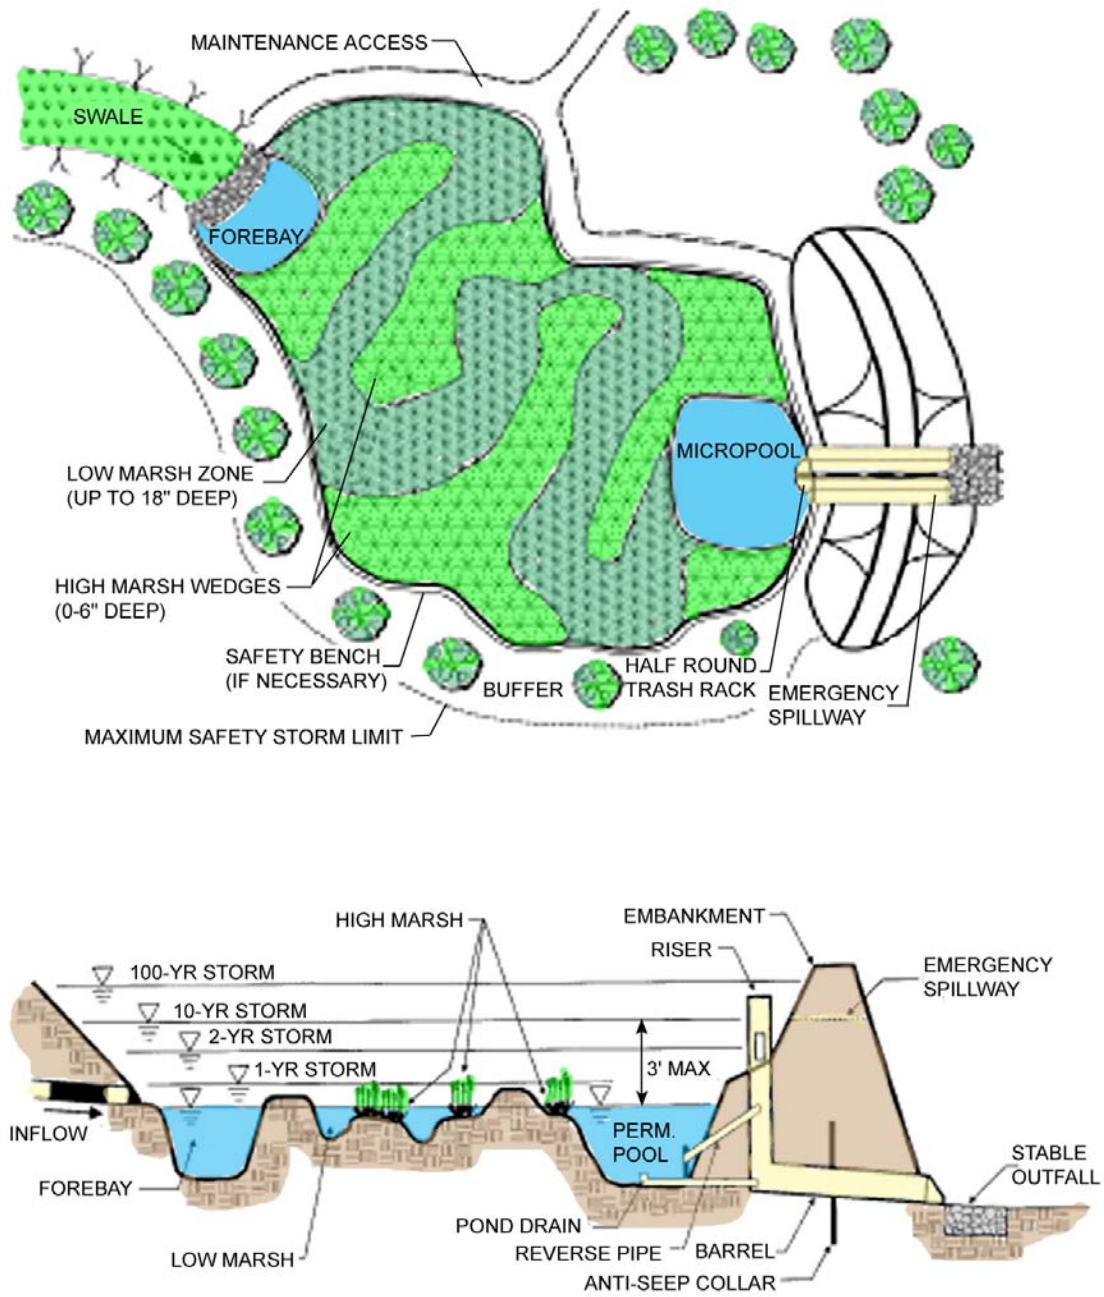 MAINTENANCE ACCESS
SWALE
FOREBAY
MICROPOOL
LOW MARSH ZONE
(UP TO 18" DEEP)
HIGH MARSH WEDGES
(0-6" DEEP)
SAFETY BENCH
(IF NECESSARY)
BUFFER
HALF ROUND
TRASH RACK
EMERGENCY
SPILLWAY
MAXIMUM SAFETY STORM LIMIT
HIGH MARSH
EMBANKMENT
RISER
EMERGENCY
SPILLWAY
100-YR STORM
10-YR STORM
2-YR STORM
1-YR STORM
3' MAX
INFLOW
PERM.
POOL
FOREBAY
STABLE
OUTFALL
LOW MARSH
POND DRAIN
REVERSE PIPE
BARREL
ANTI-SEEP COLLAR